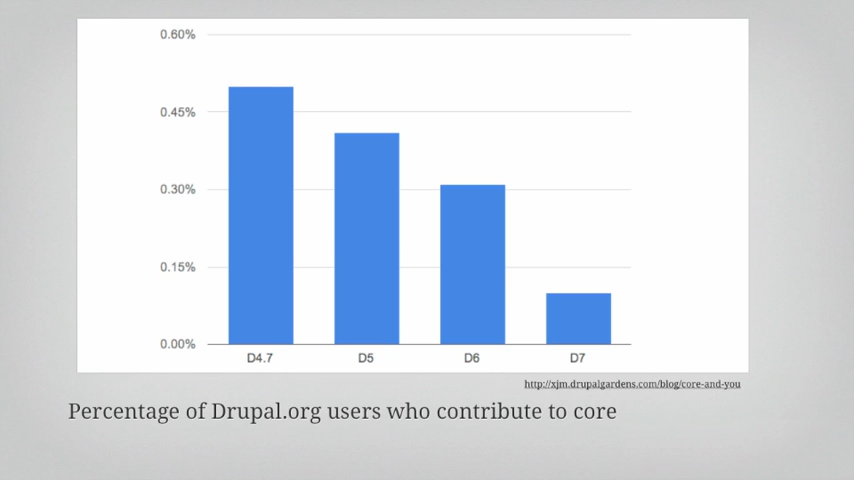 0.60%
0.45%
0.30%
0.15%
0.00%
D4.7 D5 D6 D7
http://xjm.drupalgardens.com/blog/core-and-you
Percentage of Drupal.org users who contribute to core